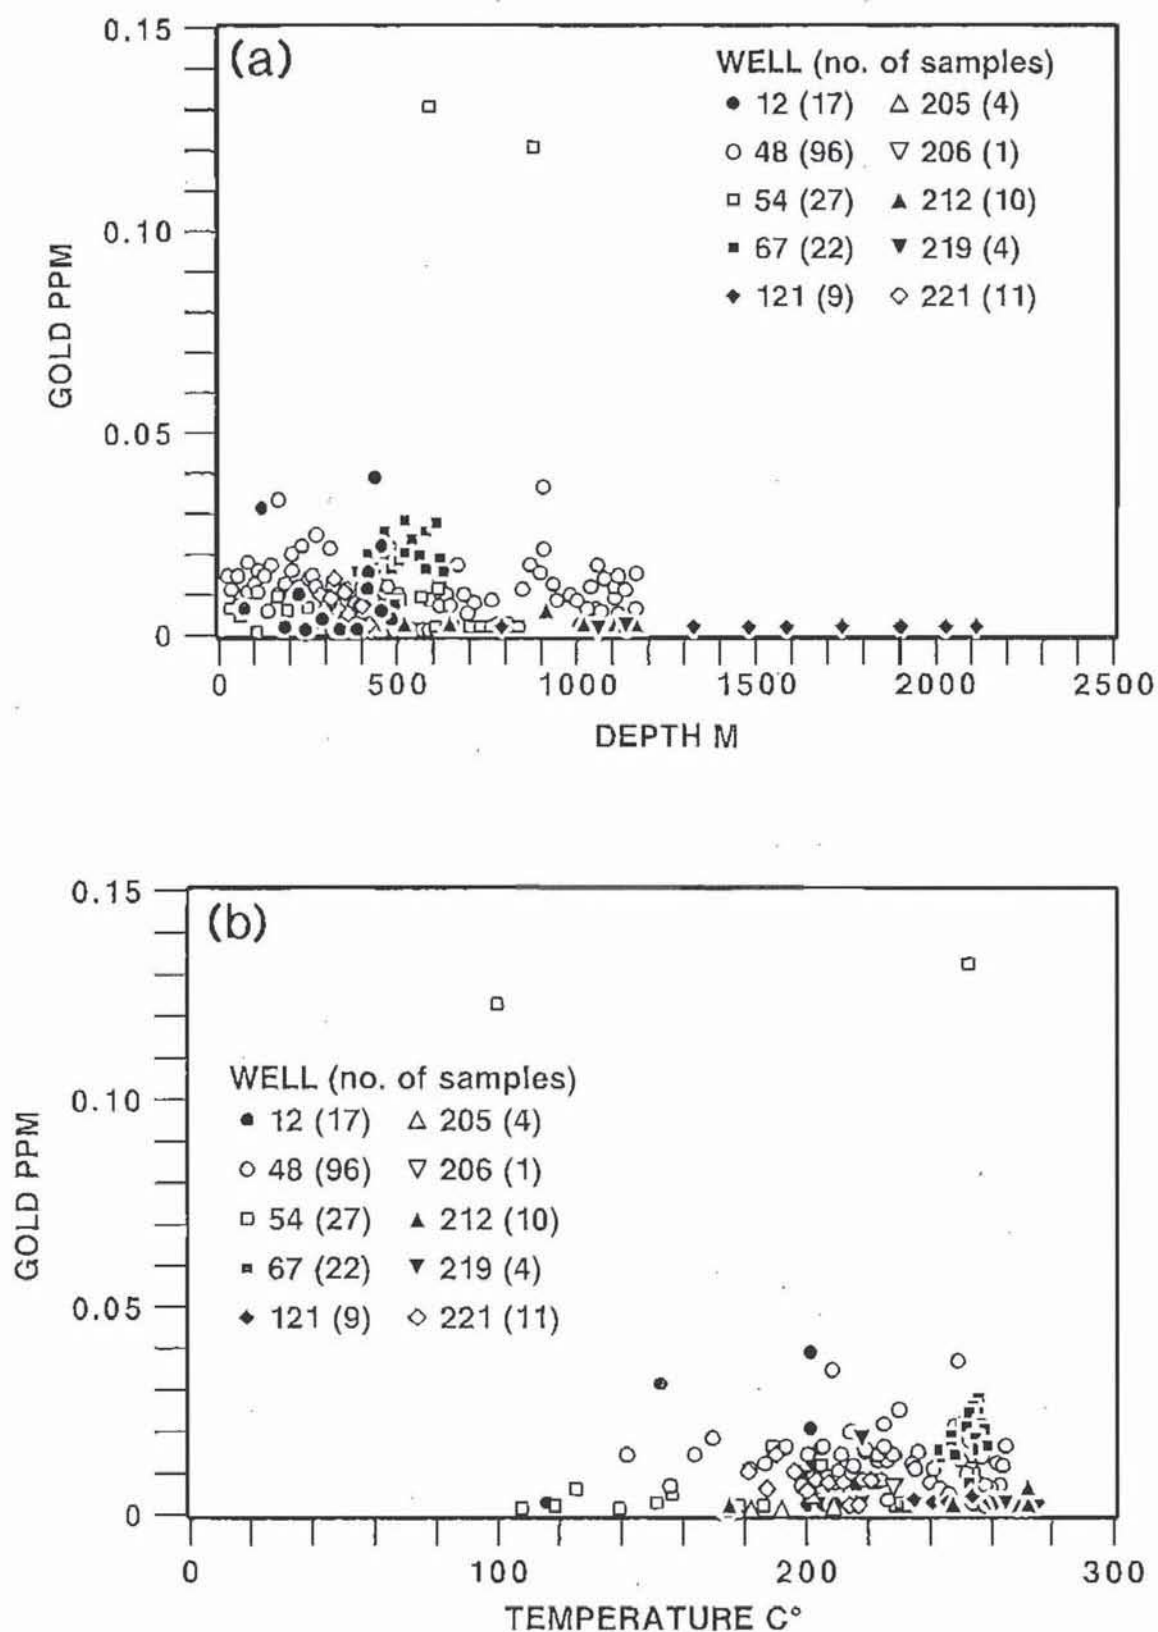 (a)
WELL (no. of samples)
12 (17) 205 (4)
48 (96) 206 (1)
54 (27) 212 (10)
67 (22) 219 (4)
121 (9) 221 (11)
0.15
0.10
0.05
0
GOLD PPM
0 500 1000 1500 2000 2500
DEPTH M
(b)
WELL (no. of samples)
12 (17) 205 (4)
48 (96) 206 (1)
54 (27) 212 (10)
67 (22) 219 (4)
121 (9) 221 (11)
0.15
0.10
0.05
0
GOLD PPM
0 100 200 300
TEMPERATURE C°